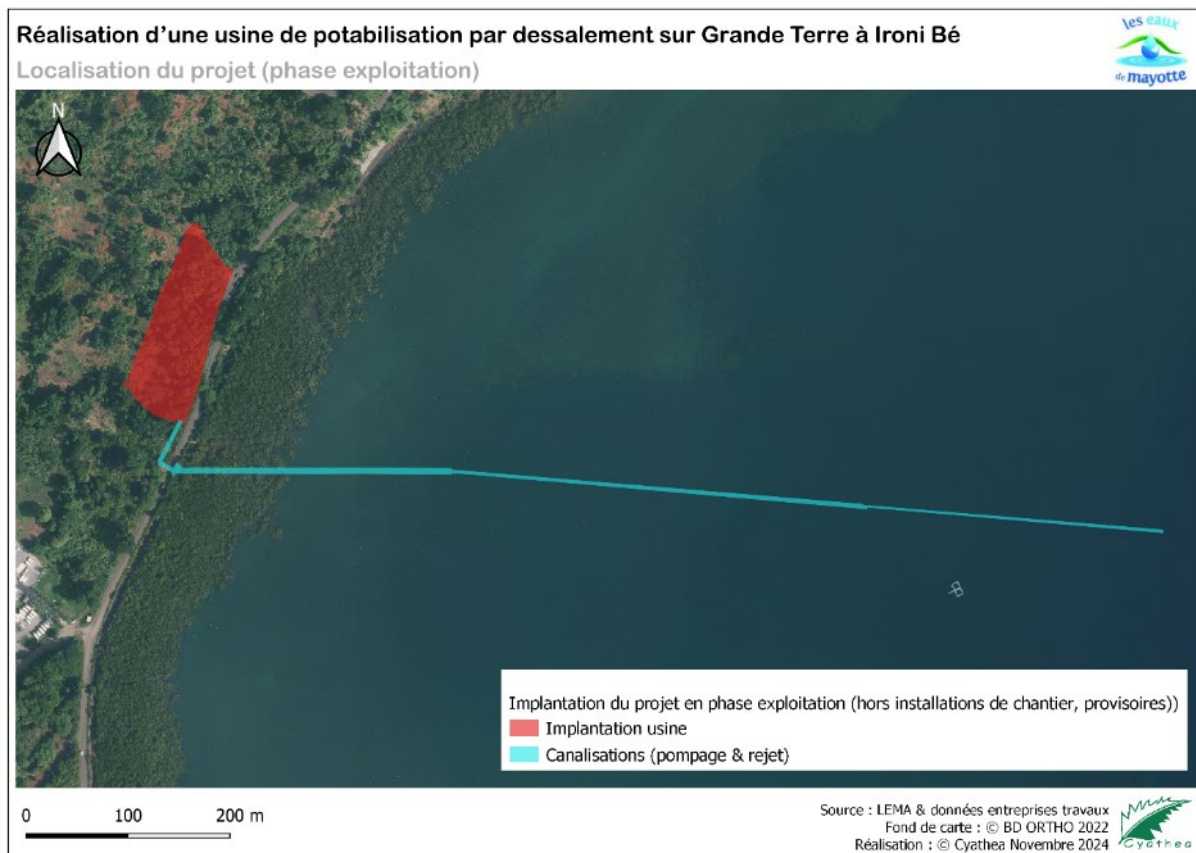 Réalisation d'une usine de potabilisation par dessalement sur Grande Terre à Ironi Bé
Localisation du projet (phase exploitation)
les eaux
de mayotte
N
Implantation du projet en phase exploitation (hors installations de chantier, provisoires))
Implantation usine
Canalisations (pompage & rejet)
0 100 200 m
Source : LEMA & données entreprises travaux
Fond de carte : © BD ORTHO 2022
Réalisation : © Cyathea Novembre 2024
Cyathea